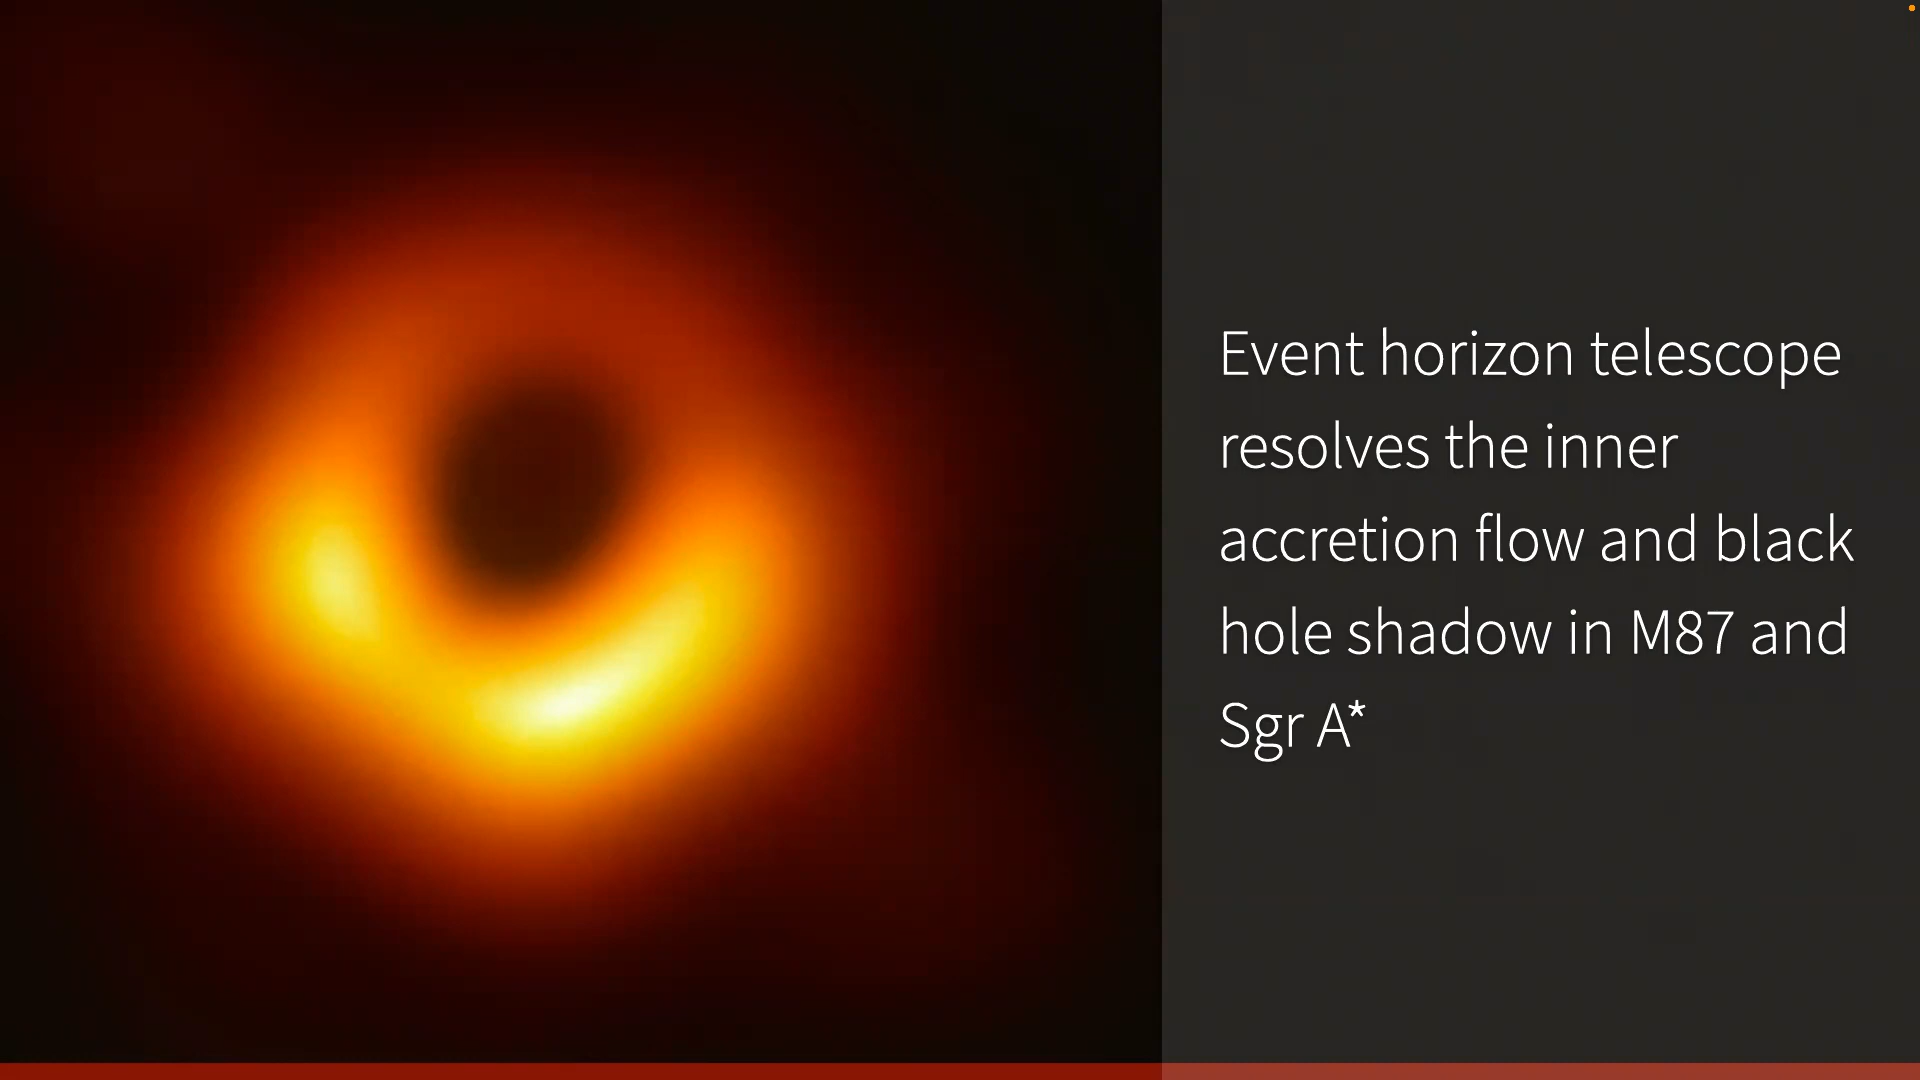 Event horizon telescope
resolves the inner
accretion flow and black
hole shadow in M87 and
Sgr A*